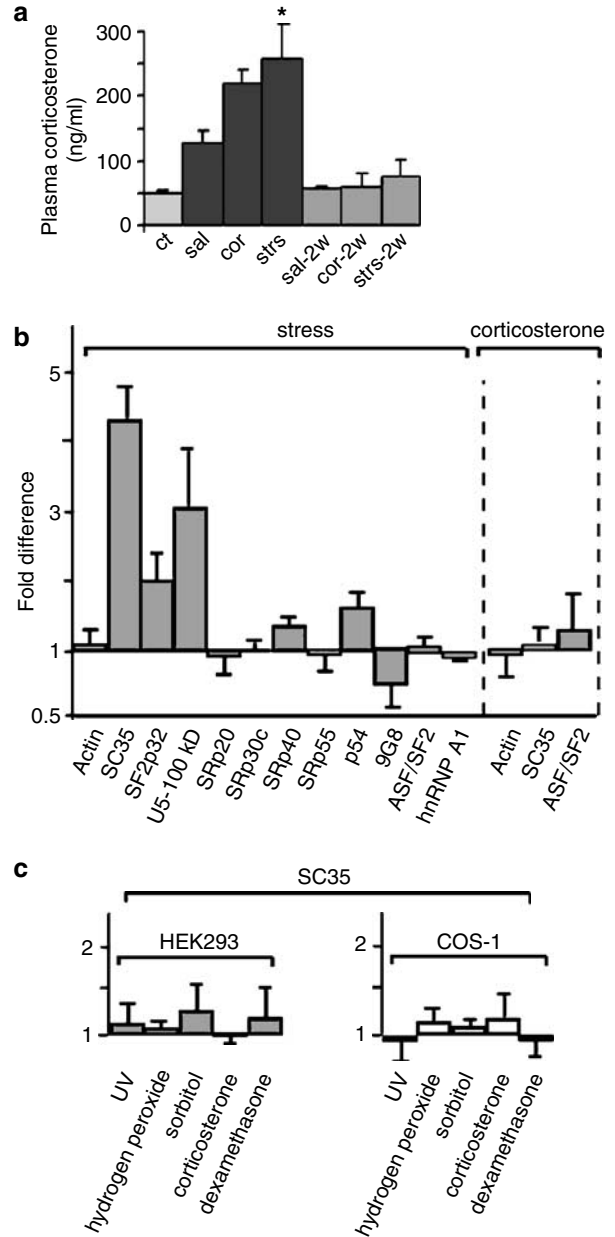 a
*
300
200
100
0
Plasma corticosterone
(ng/ml)
ct
sal
cor
strs
sal-2w
cor-2w
strs-2w
b
stress
corticosterone
5
3
1
0.5
Fold difference
Actin
SC35
SF2p32
U5-100 kD
SRp20
SRp30c
SRp40
SRp55
p54
9G8
ASF/SF2
hnRNP A1
Actin
SC35
ASF/SF2
c
SC35
HEK293
2
1
UV
hydrogen peroxide
sorbitol
corticosterone
dexamethasone
COS-1
2
1
UV
hydrogen peroxide
sorbitol
corticosterone
dexamethasone